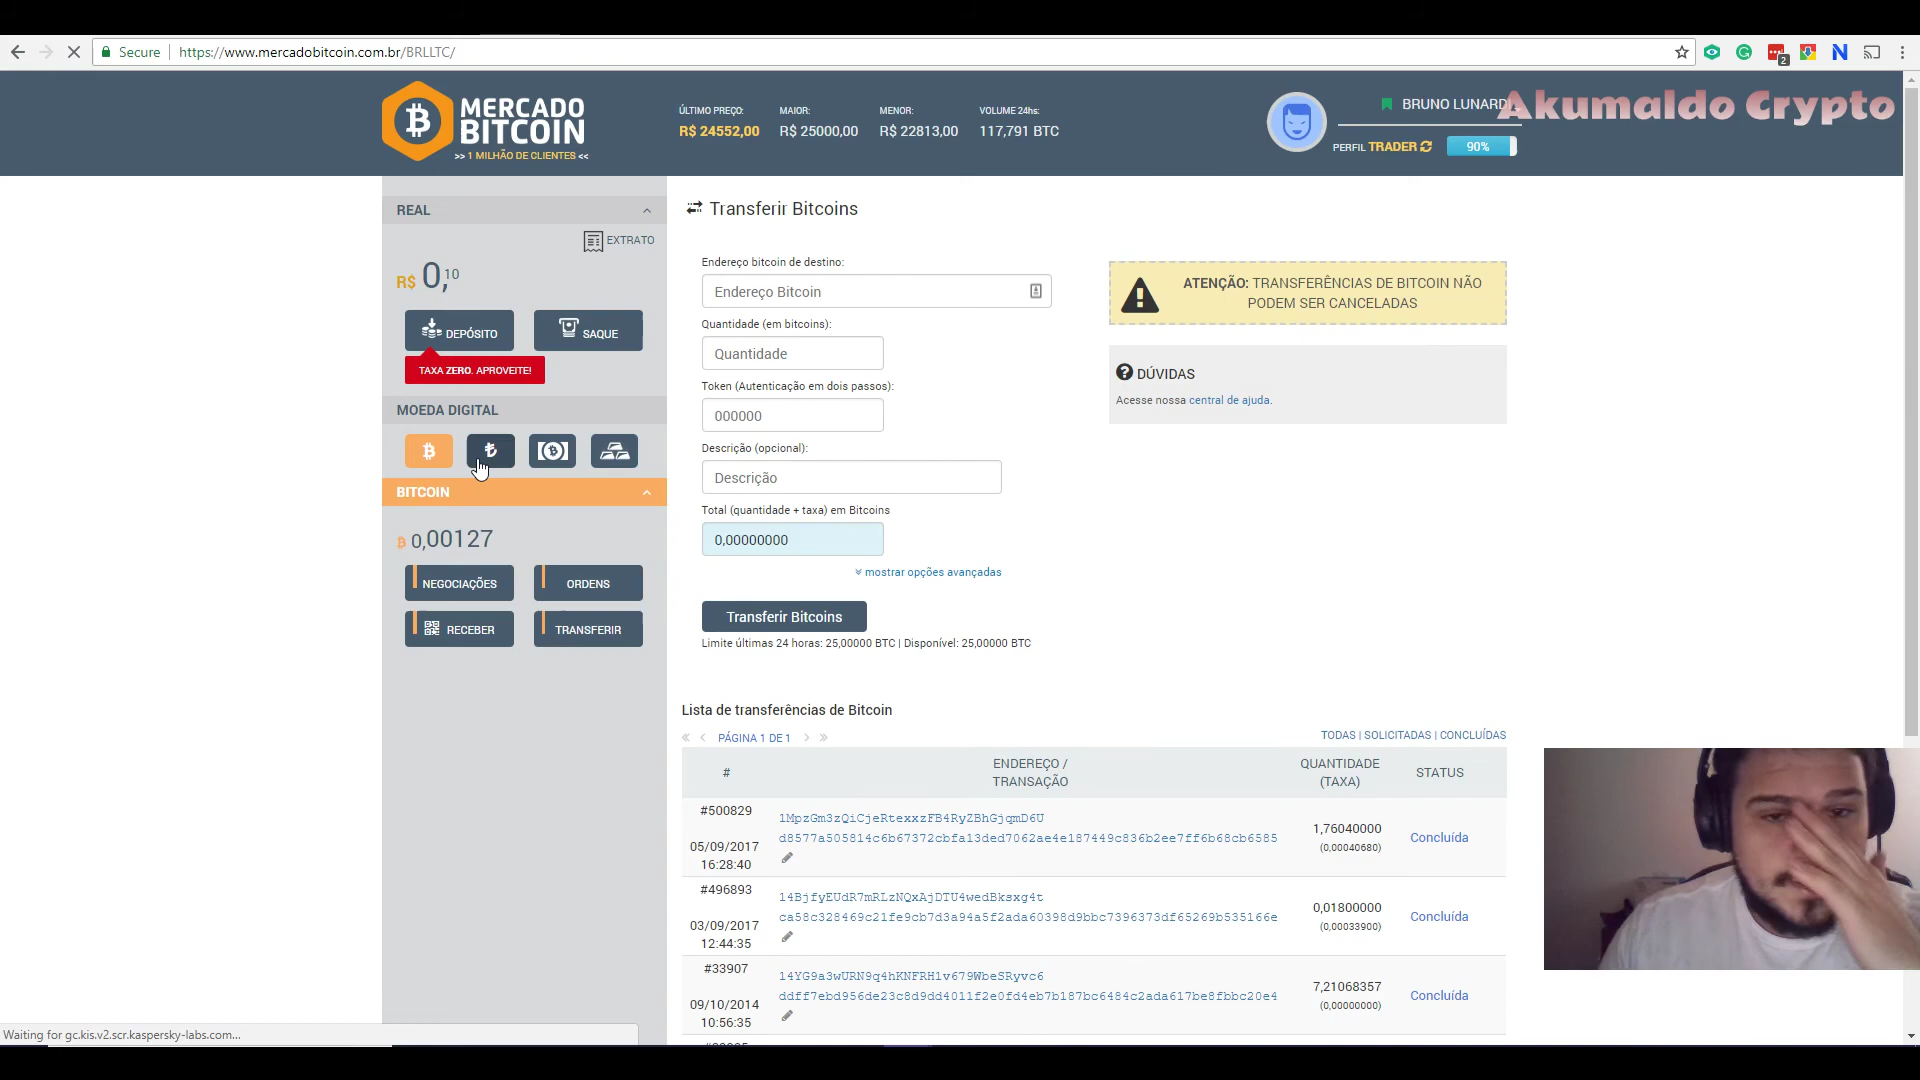 Secure
https://www.mercadobitcoin.com.br/BRLLTC/
2
N
MERCADO
BITCOIN
>> 1 MILHÃO DE CLIENTES <<
ÚLTIMO PREÇO:
R$ 24552,00
MAIOR:
R$ 25000,00
MENOR:
R$ 22813,00
VOLUME 24hs:
117,791 BTC
BRUNO LUNARDI
Akumaldo Crypto
PERFIL TRADER
90%
REAL
EXTRATO
R$ 0,10
DEPÓSITO
SAQUE
TAXA ZERO. APROVEITE!
MOEDA DIGITAL
BITCOIN
0,00127
NEGOCIAÇÕES
ORDENS
RECEBER
TRANSFERIR
Transferir Bitcoins
Endereço bitcoin de destino:
Endereço Bitcoin
Quantidade (em bitcoins):
Quantidade
Token (Autenticação em dois passos):
000000
Descrição (opcional):
Descrição
Total (quantidade + taxa) em Bitcoins
0,00000000
mostrar opções avançadas
Transferir Bitcoins
Limite últimas 24 horas: 25,00000 BTC | Disponível: 25,00000 BTC
ATENÇÃO: TRANSFERÊNCIAS DE BITCOIN NÃO
PODEM SER CANCELADAS
DÚVIDAS
Acesse nossa central de ajuda.
Lista de transferências de Bitcoin
« ‹ PÁGINA 1 DE 1 › »
TODAS | SOLICITADAS | CONCLUÍDAS
#
ENDEREÇO /
TRANSAÇÃO
QUANTIDADE
(TAXA)
STATUS
#500829
05/09/2017
16:28:40
1MpzGm3zQiCjeRtexxzFB4RyZBhGjqmD6U
d8577a505814c6b67372cbfa13ded7062ae4e187449c836b2ee7ff6b68cb6585
1,76040000
(0,00040680)
Concluída
#496893
03/09/2017
12:44:35
14BjfyEUdR7mRLzNQxAjDTU4wedBksxg4t
ca58c328469c21fe9cb7d3a94a5f2ada60398d9bbc7396373df65269b535166e
0,01800000
(0,00033900)
Concluída
#33907
09/10/2014
10:56:35
14YG9a3wURN9q4hKNFRH1v679WbeSRyvc6
ddff7ebd956de23c8d9dd4011f2e0fd4eb7b187bc6484c2ada617be8fbbc20e4
7,21068357
(0,00000000)
Concluída
Waiting for gc.kis.v2.scr.kaspersky-labs.com...